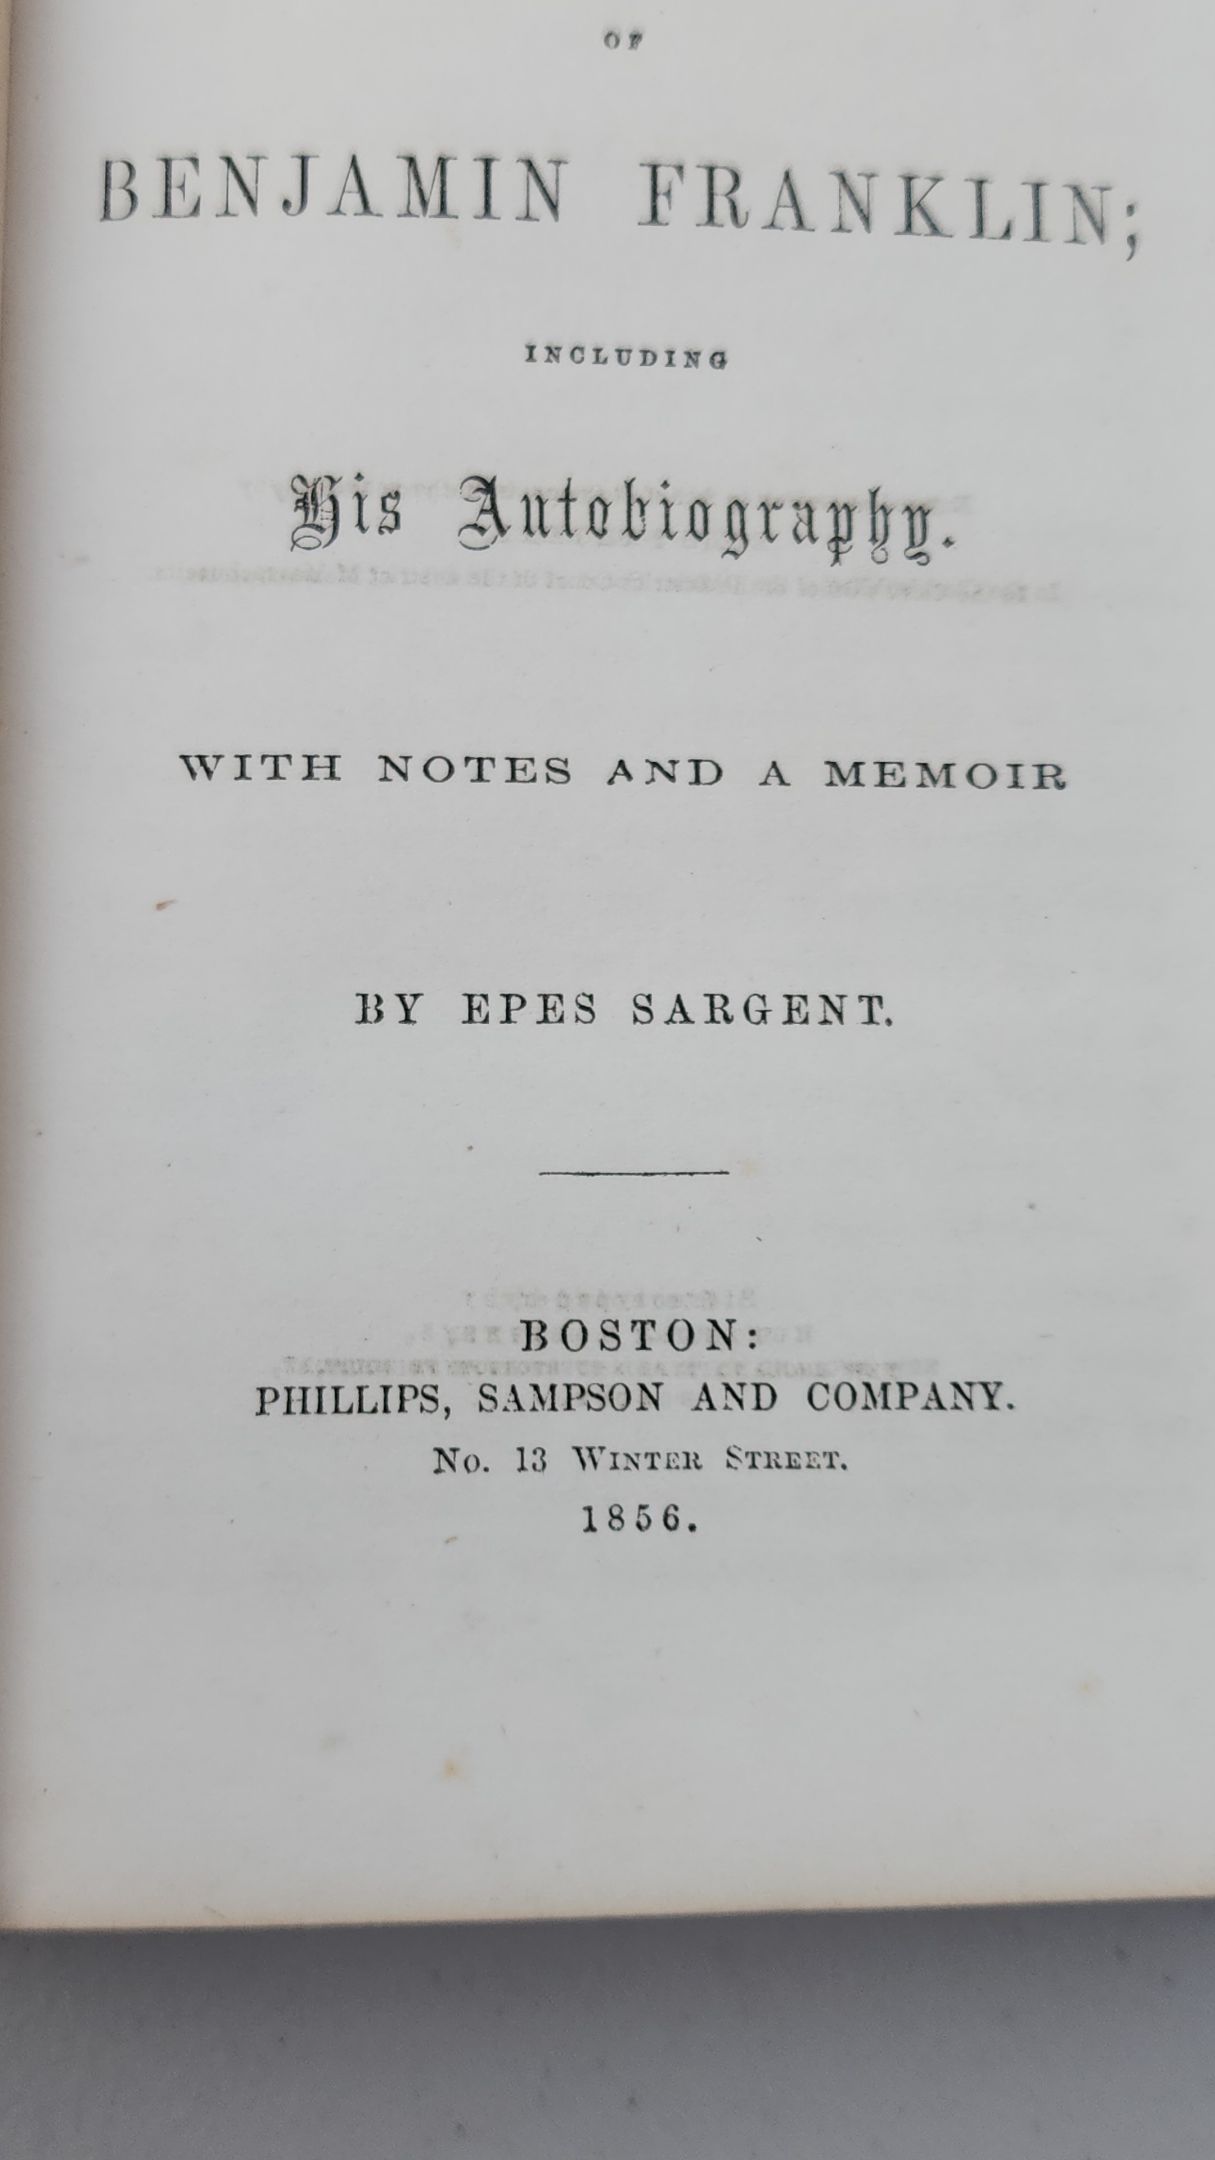 OF
BENJAMIN FRANKLIN;
INCLUDING
His Autobiography.
WITH NOTES AND A MEMOIR
BY EPES SARGENT.
BOSTON:
PHILLIPS, SAMPSON AND COMPANY.
No. 13 Winter Street.
1856.